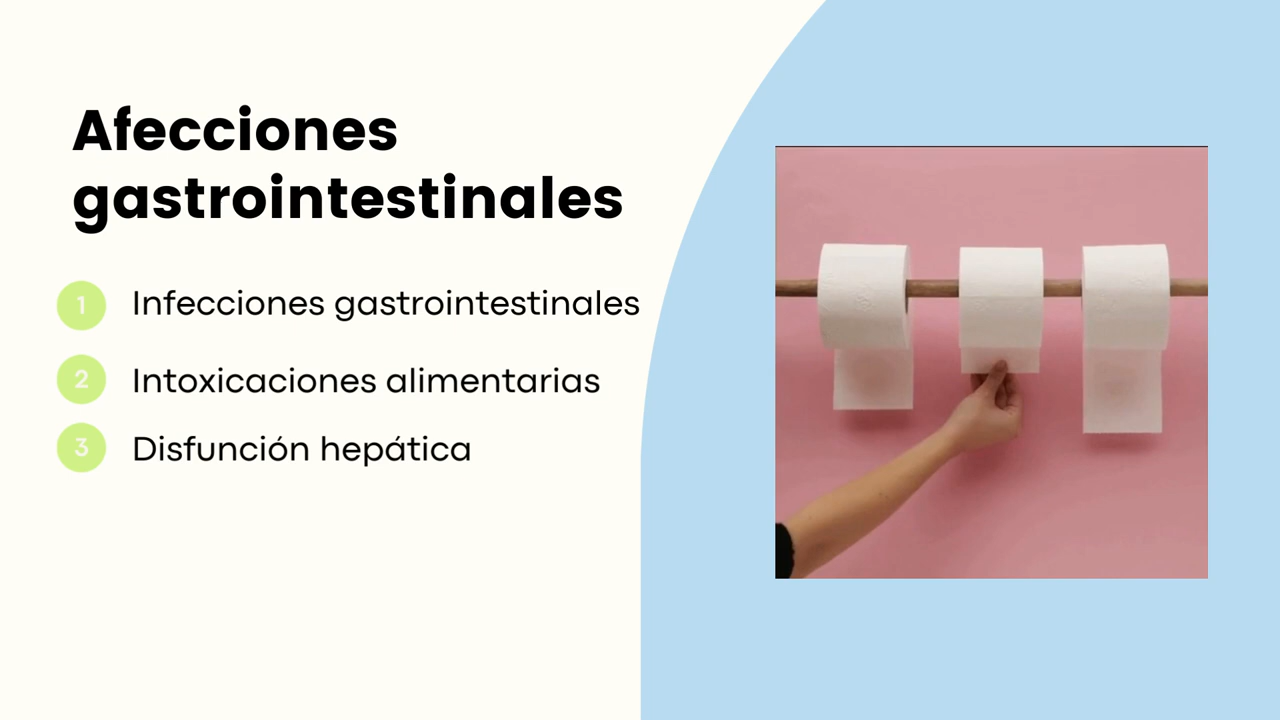 Afecciones
gastrointestinales
1 Infecciones gastrointestinales
2 Intoxicaciones alimentarias
3 Disfunción hepática